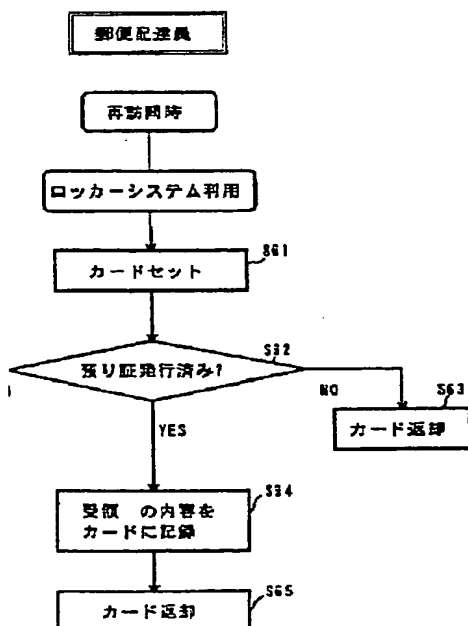 郵便配達員
再訪問時
ロッカーシステム利用
S61
カードセット
S32
預り証発行済み?
NO
S63
カード返却
YES
S34
受領 の内容を
カードに記録
S65
カード返却